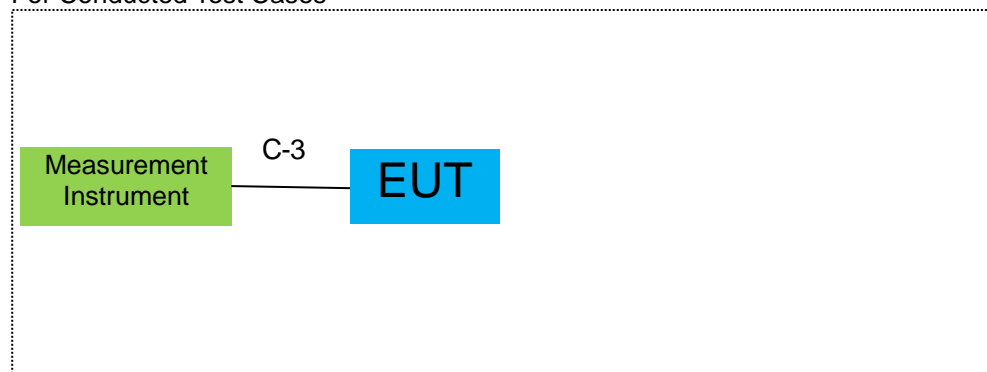 For Conducted Test Cases
C-3
Measurement
Instrument
EUT